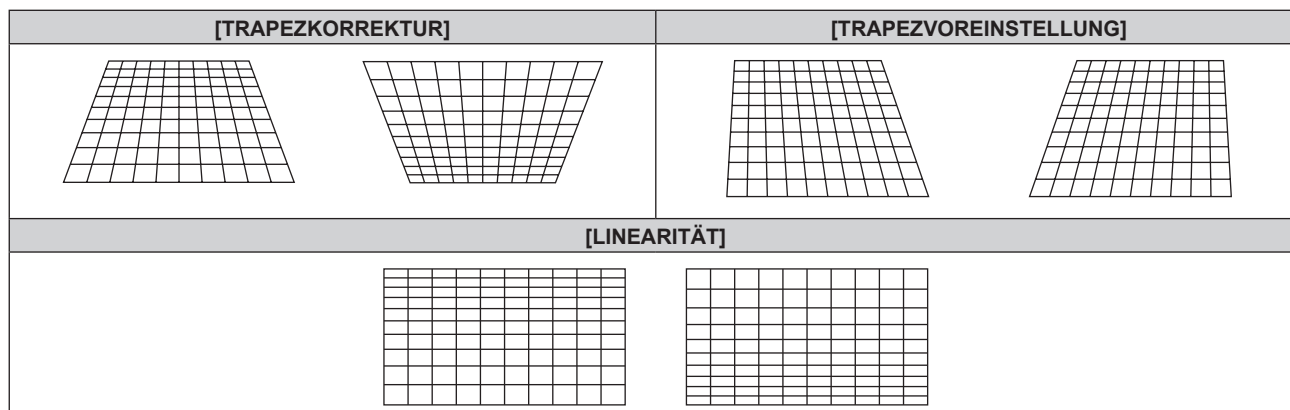 [TRAPEZKORREKTUR]
[TRAPEZVOREINSTELLUNG]
[LINEARITÄT]